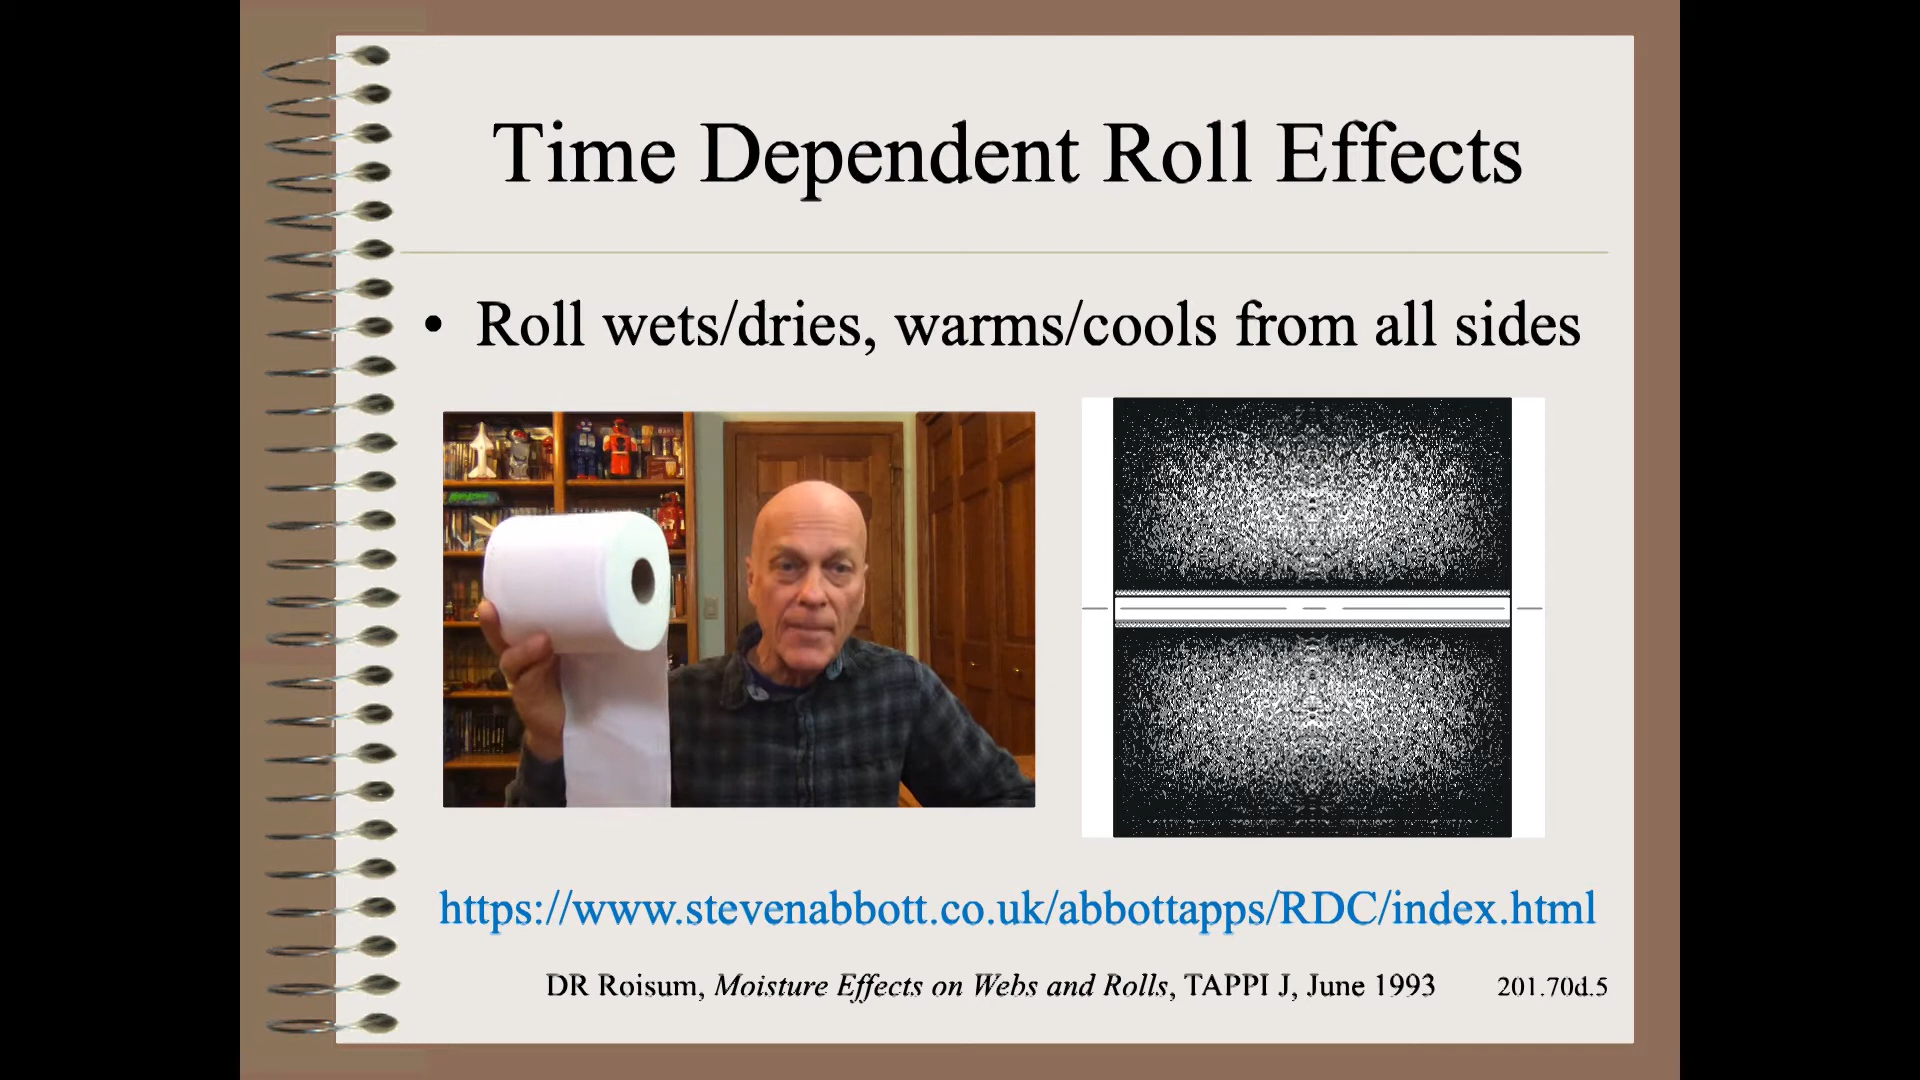 Time Dependent Roll Effects
• Roll wets/dries, warms/cools from all sides
https://www.stevenabbott.co.uk/abbottapps/RDC/index.html
DR Roisum, Moisture Effects on Webs and Rolls, TAPPI J, June 1993 201.70d.5